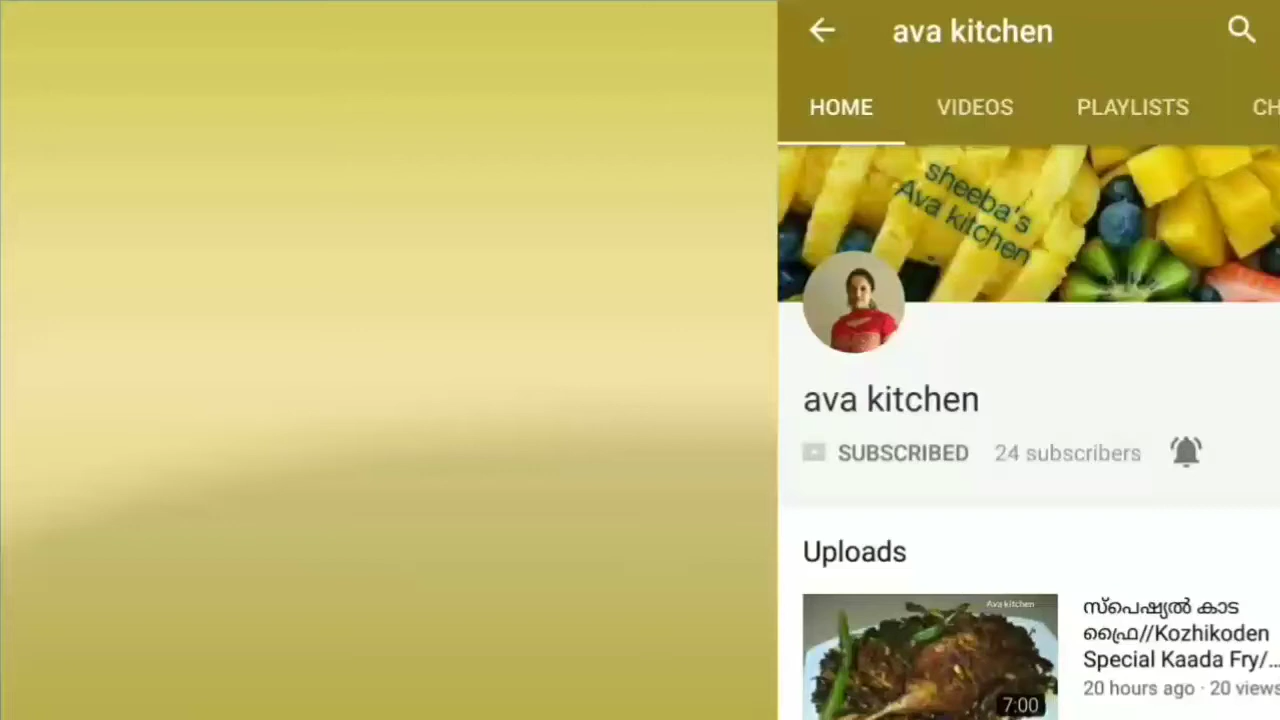 ava kitchen
HOME VIDEOS PLAYLISTS CH
sheeba's
Ava kitchen
ava kitchen
SUBSCRIBED 24 subscribers
Uploads
Ava kitchen
7:00
സ്പെഷ്യൽ കാട
ഫ്രൈ//Kozhikoden
Special Kaada Fry/...
20 hours ago · 20 views